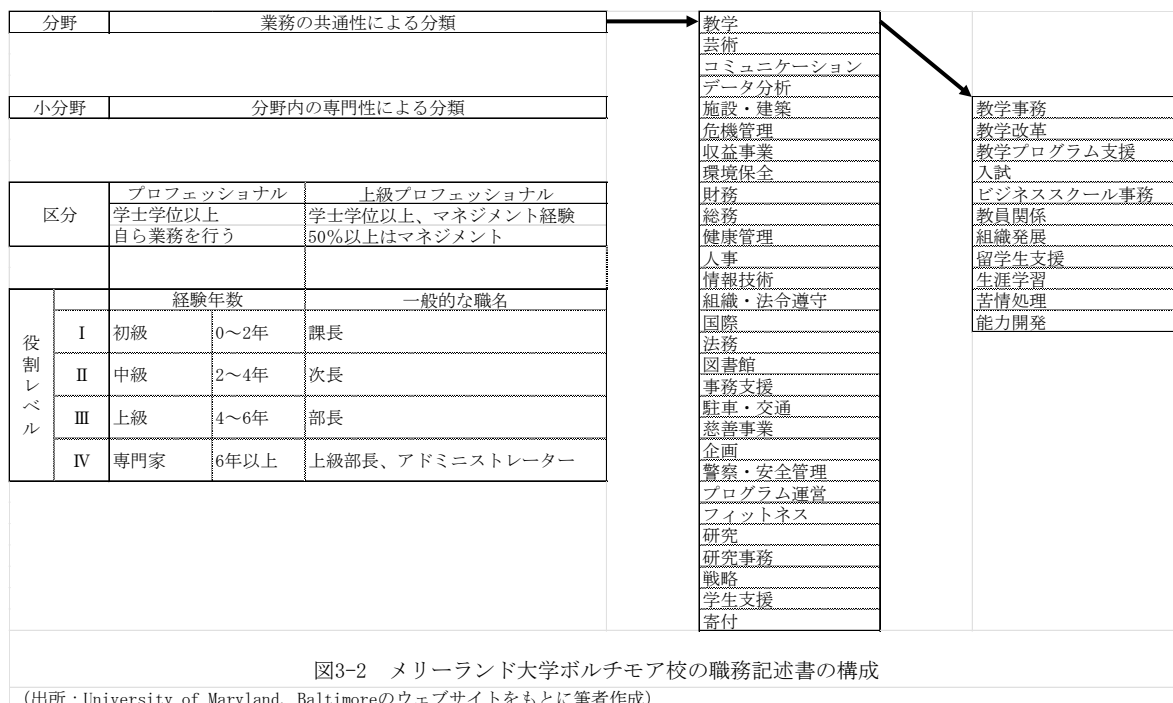 分野 業務の共通性による分類
小分野 分野内の専門性による分類
区分
プロフェッショナル 上級プロフェッショナル
学士学位以上 学士学位以上、マネジメント経験
自ら業務を行う 50%以上はマネジメント
役割レベル
経験年数 一般的な職名
Ⅰ 初級 0～2年 課長
Ⅱ 中級 2～4年 次長
Ⅲ 上級 4～6年 部長
Ⅳ 専門家 6年以上 上級部長、アドミニストレーター
教学
芸術
コミュニケーション
データ分析
施設・建築
危機管理
収益事業
環境保全
財務
総務
健康管理
人事
情報技術
組織・法令遵守
国際
法務
図書館
事務支援
駐車・交通
慈善事業
企画
警察・安全管理
プログラム運営
フィットネス
研究
研究事務
戦略
学生支援
寄付
教学事務
教学改革
教学プログラム支援
入試
ビジネススクール事務
教員関係
組織発展
留学生支援
生涯学習
苦情処理
能力開発
図3-2 メリーランド大学ボルチモア校の職務記述書の構成
(出所：University of Maryland, Baltimoreのウェブサイトをもとに筆者作成)